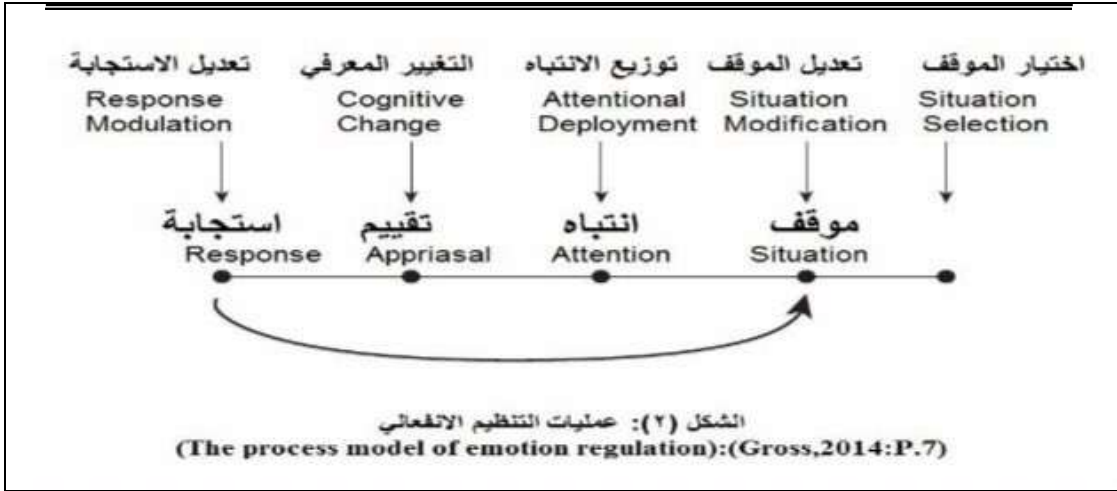 اختيار الموقف
Situation
Selection
تعديل الموقف
Situation
Modification
توزيع الانتباه
Attentional
Deployment
التغيير المعرفي
Cognitive
Change
تعديل الاستجابة
Response
Modulation
موقف
Situation
انتباه
Attention
تقييم
Appriasal
استجابة
Response
الشكل (٢): عمليات التنظيم الانفعالي
(The process model of emotion regulation):(Gross,2014:P.7)